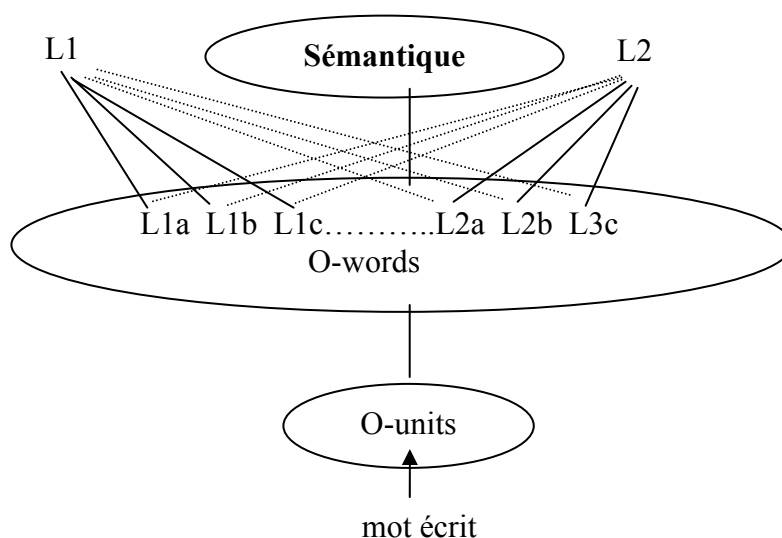 L1 Sémantique L2
L1a L1b L1c………..L2a L2b L3c
O-words
O-units
mot écrit